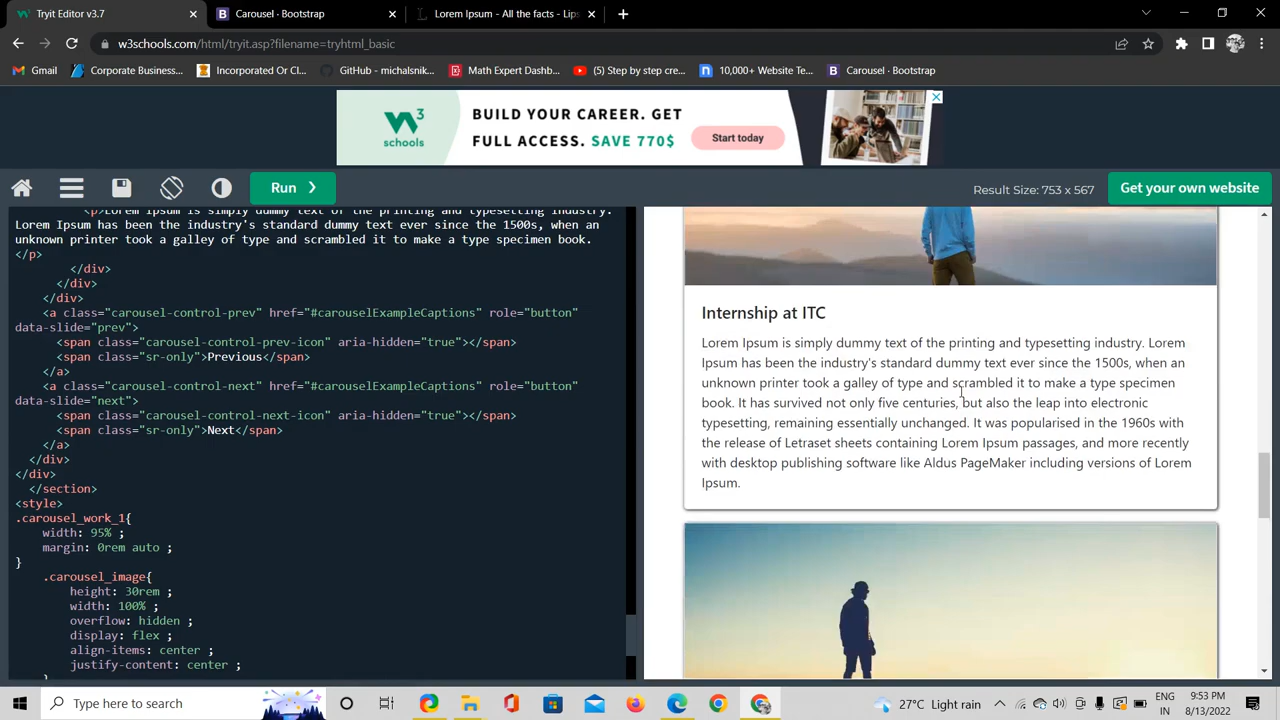 Tryit Editor v3.7
Carousel · Bootstrap
Lorem Ipsum - All the facts - Lips
w3schools.com/html/tryit.asp?filename=tryhtml_basic
Gmail
Corporate Business...
Incorporated Or Cl...
GitHub - michalsnik...
Math Expert Dashb...
(5) Step by step cre...
10,000+ Website Te...
Carousel · Bootstrap
W3
schools
BUILD YOUR CAREER. GET
FULL ACCESS. SAVE 770$
Start today
Run ❯
Result Size: 753 x 567
Get your own website
<p>Lorem Ipsum is simply dummy text of the printing and typesetting industry.
Lorem Ipsum has been the industry's standard dummy text ever since the 1500s, when an
unknown printer took a galley of type and scrambled it to make a type specimen book.
</p>
</div>
</div>
</div>
<a class="carousel-control-prev" href="#carouselExampleCaptions" role="button"
data-slide="prev">
<span class="carousel-control-prev-icon" aria-hidden="true"></span>
<span class="sr-only">Previous</span>
</a>
<a class="carousel-control-next" href="#carouselExampleCaptions" role="button"
data-slide="next">
<span class="carousel-control-next-icon" aria-hidden="true"></span>
<span class="sr-only">Next</span>
</a>
</div>
</div>
</section>
<style>
.carousel_work_1{
width: 95% ;
margin: 0rem auto ;
}
.carousel_image{
height: 30rem ;
width: 100% ;
overflow: hidden ;
display: flex ;
align-items: center ;
justify-content: center ;
Internship at ITC
Lorem Ipsum is simply dummy text of the printing and typesetting industry. Lorem
Ipsum has been the industry's standard dummy text ever since the 1500s, when an
unknown printer took a galley of type and scrambled it to make a type specimen
book. It has survived not only five centuries, but also the leap into electronic
typesetting, remaining essentially unchanged. It was popularised in the 1960s with
the release of Letraset sheets containing Lorem Ipsum passages, and more recently
with desktop publishing software like Aldus PageMaker including versions of Lorem
Ipsum.
Type here to search
27°C Light rain
ENG
IN
9:53 PM
8/13/2022